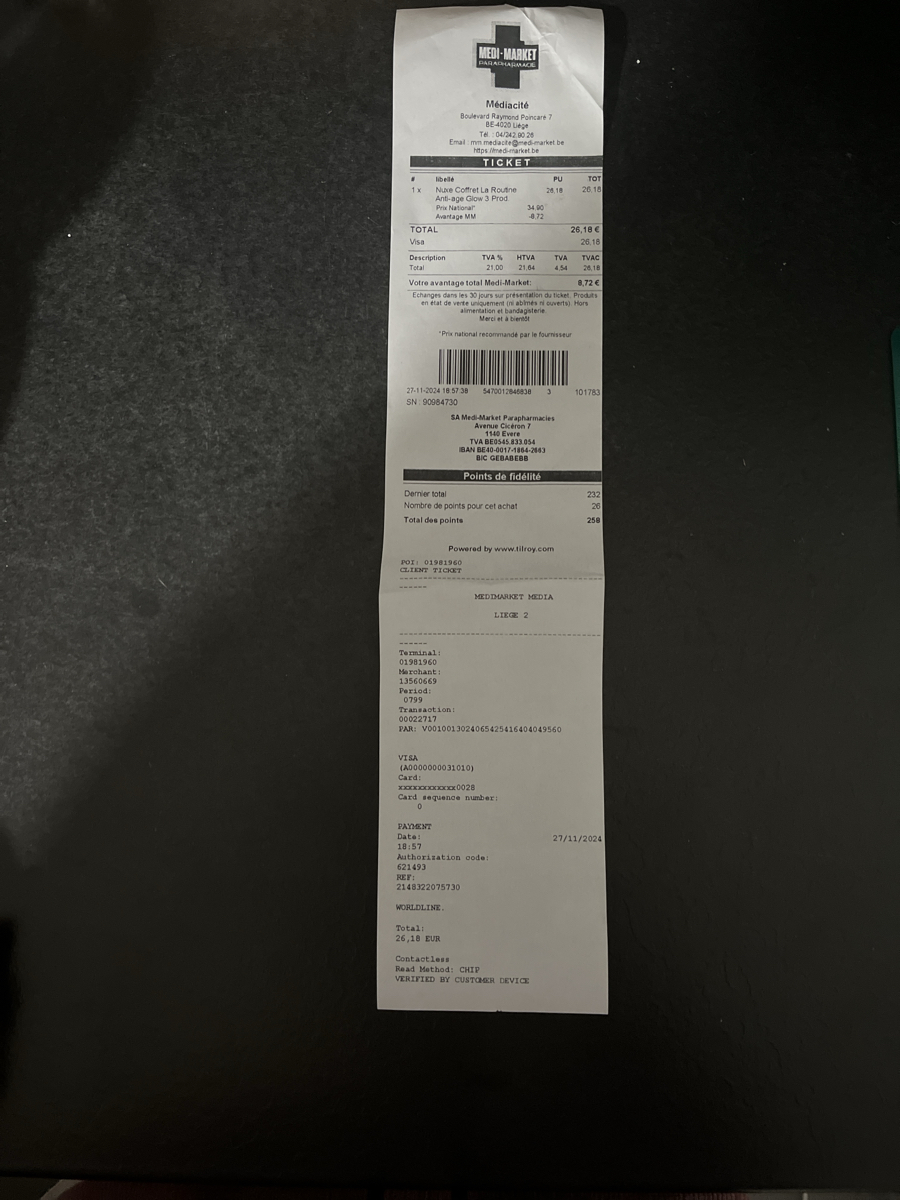 MEDI-MARKET
PARAPHARMACIE
Médiacité
Boulevard Raymond Poincaré 7
BE-4020 Liège
Tél. : 04/242.90.26
Email : mm.mediacite@medi-market.be
https://medi-market.be
TICKET
# libellé PU TOT
1 x Nuxe Coffret La Routine 26,18 26,18
Anti-age Glow 3 Prod
Prix National* 34,90
Avantage MM -8,72
TOTAL 26,18 €
Visa 26,18
Description TVA % HTVA TVA TVAC
Total 21,00 21,64 4,54 26,18
Votre avantage total Medi-Market: 8,72 €
Echanges dans les 30 jours sur présentation du ticket. Produits
en état de vente uniquement (ni abîmés ni ouverts). Hors
alimentation et bandagisterie.
Merci et à bientôt
*Prix national recommandé par le fournisseur
27-11-2024 18:57:38 5470012846838 3 101783
SN : 90984730
SA Medi-Market Parapharmacies
Avenue Cicéron 7
1140 Evere
TVA BE0545.833.054
IBAN BE40-0017-1864-2663
BIC GEBABEBB
Points de fidélité
Dernier total 232
Nombre de points pour cet achat 26
Total des points 258
Powered by www.tilroy.com
POI: 01981960
CLIENT TICKET
MEDIMARKET MEDIA
LIEGE 2
Terminal:
01981960
Merchant:
13560669
Period:
0799
Transaction:
00022717
PAR: V0010013024065425416404049560
VISA
(A0000000031010)
Card:
xxxxxxxxxxxx0028
Card sequence number:
0
PAYMENT
Date: 27/11/2024
18:57
Authorization code:
621493
REF:
2148322075730
WORLDLINE.
Total:
26,18 EUR
Contactless
Read Method: CHIP
VERIFIED BY CUSTOMER DEVICE